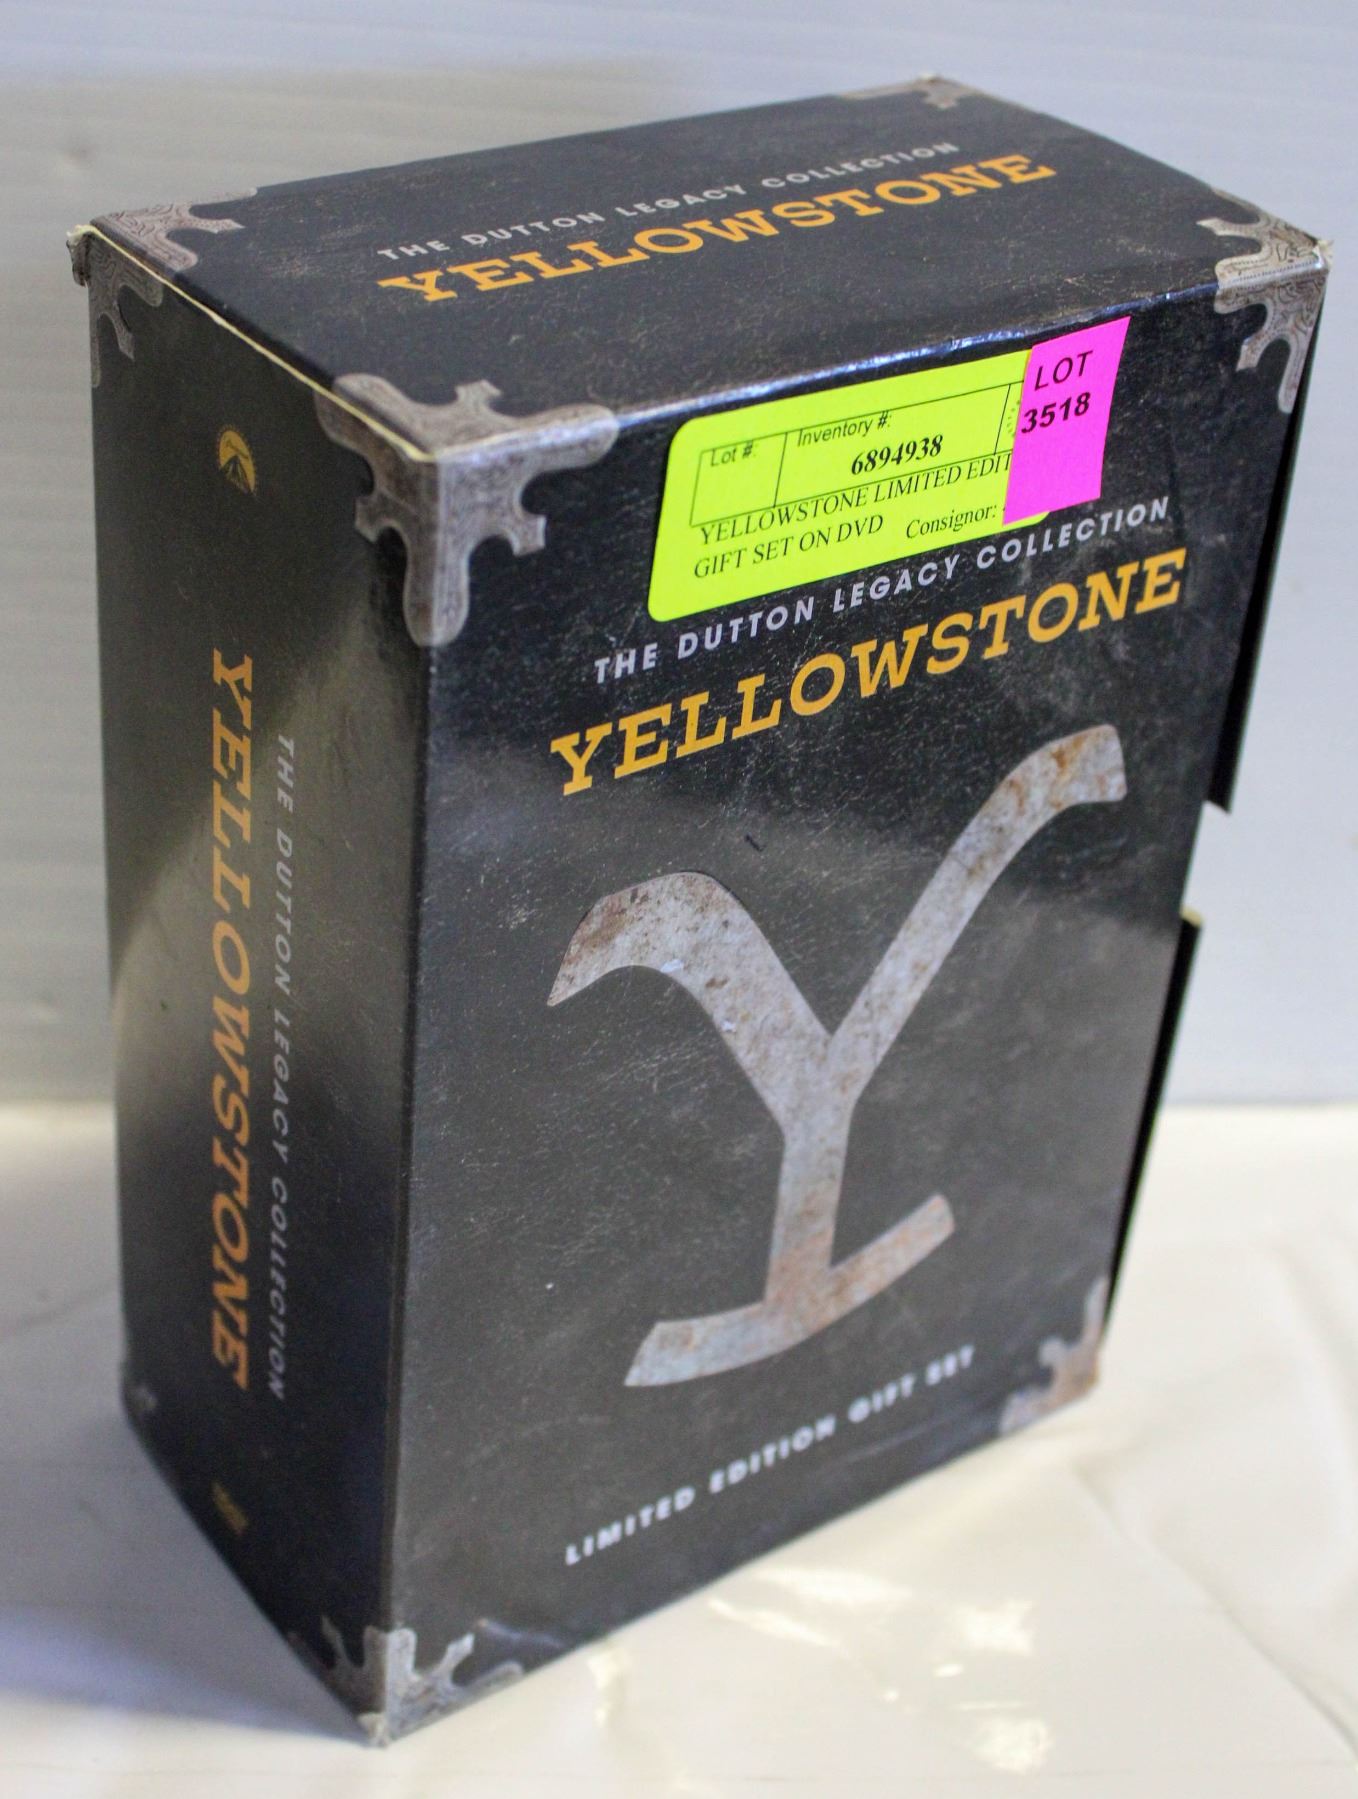 THE DUTTON LEGACY COLLECTION
YELLOWSTONE
LOT
3518
Lot #:
Inventory #:
6894938
YELLOWSTONE LIMITED EDIT
GIFT SET ON DVD Consignor:
THE DUTTON LEGACY COLLECTION
YELLOWSTONE
LIMITED EDITION GIFT SET
YELLOWSTONE
THE DUTTON LEGACY COLLECTION